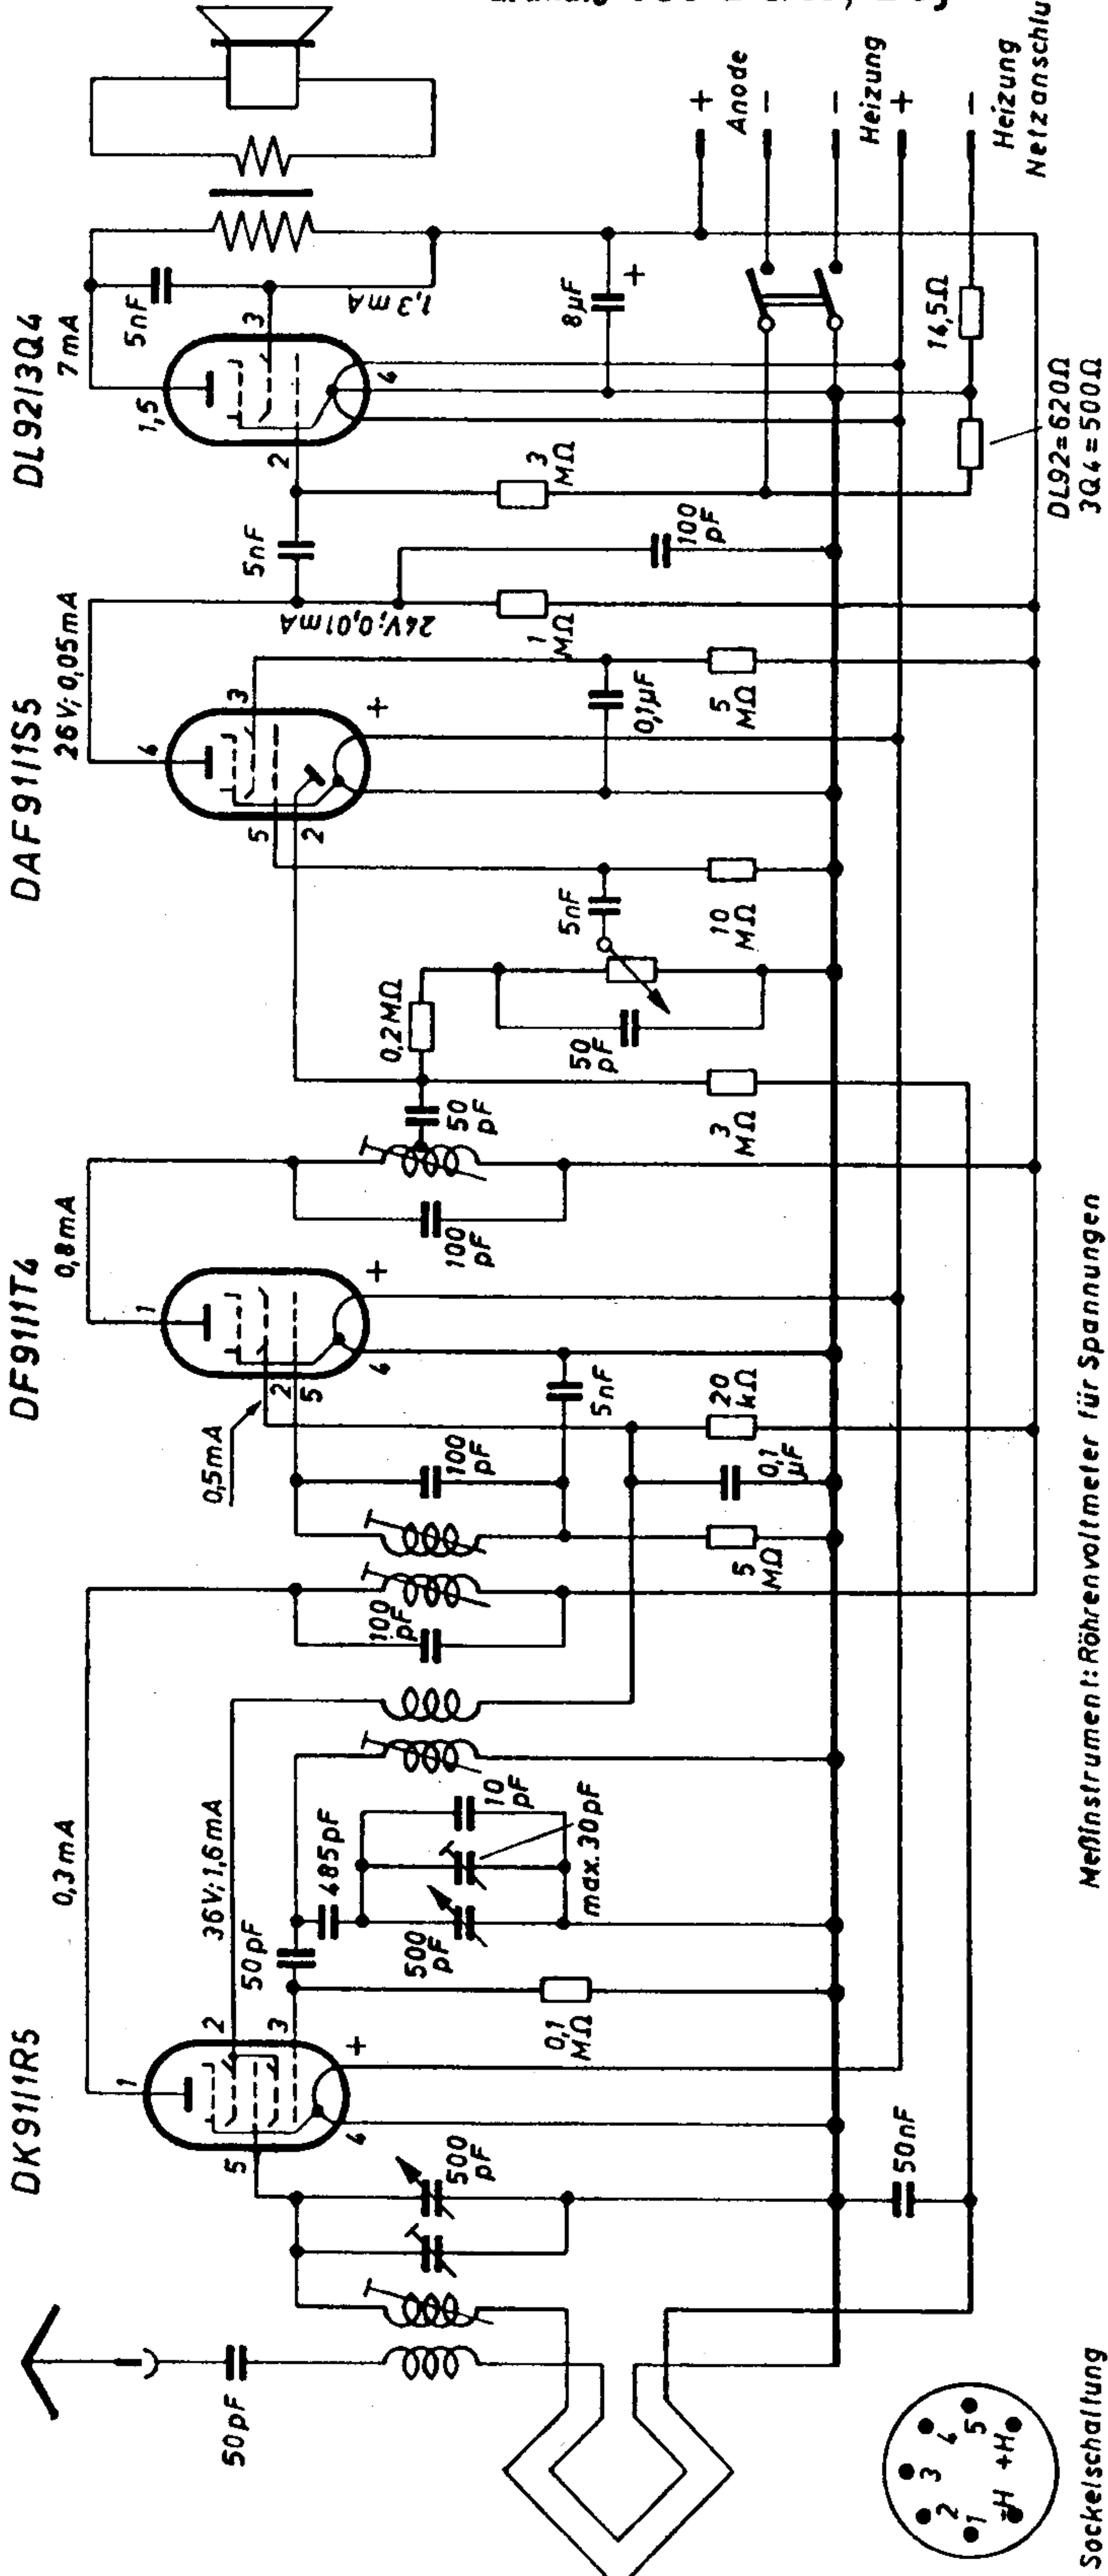 DK91/1R5
DF91/1T4
DAF91/1S5
DL92/3Q4
0,3mA
0,8mA
26V; 0,05mA
7mA
1
1
4
1,5
5
2
3
4
+
36V; 1,6mA
50pF
50pF
500
pF
485pF
500
pF
10
pF
max. 30pF
0,1
MΩ
50nF
100
pF
100
pF
0,5mA
2
5
4
+
5nF
5
MΩ
0,1
µF
20
kΩ
100
pF
50
pF
0,2MΩ
3
MΩ
50
pF
5nF
10
MΩ
5
2
3
+
0,1µF
5
MΩ
24V; 0,01mA
1
MΩ
5nF
100
pF
3
MΩ
2
3
4
5nF
1,3mA
8µF
+
14,5Ω
DL92=620Ω
3Q4=500Ω
+
Anode
-
-
Heizung
+
-
Heizung
Sockelschaltung
1
2
3
4
5
-H
+H
Meßinstrument: Röhrenvoltmeter für Spannungen